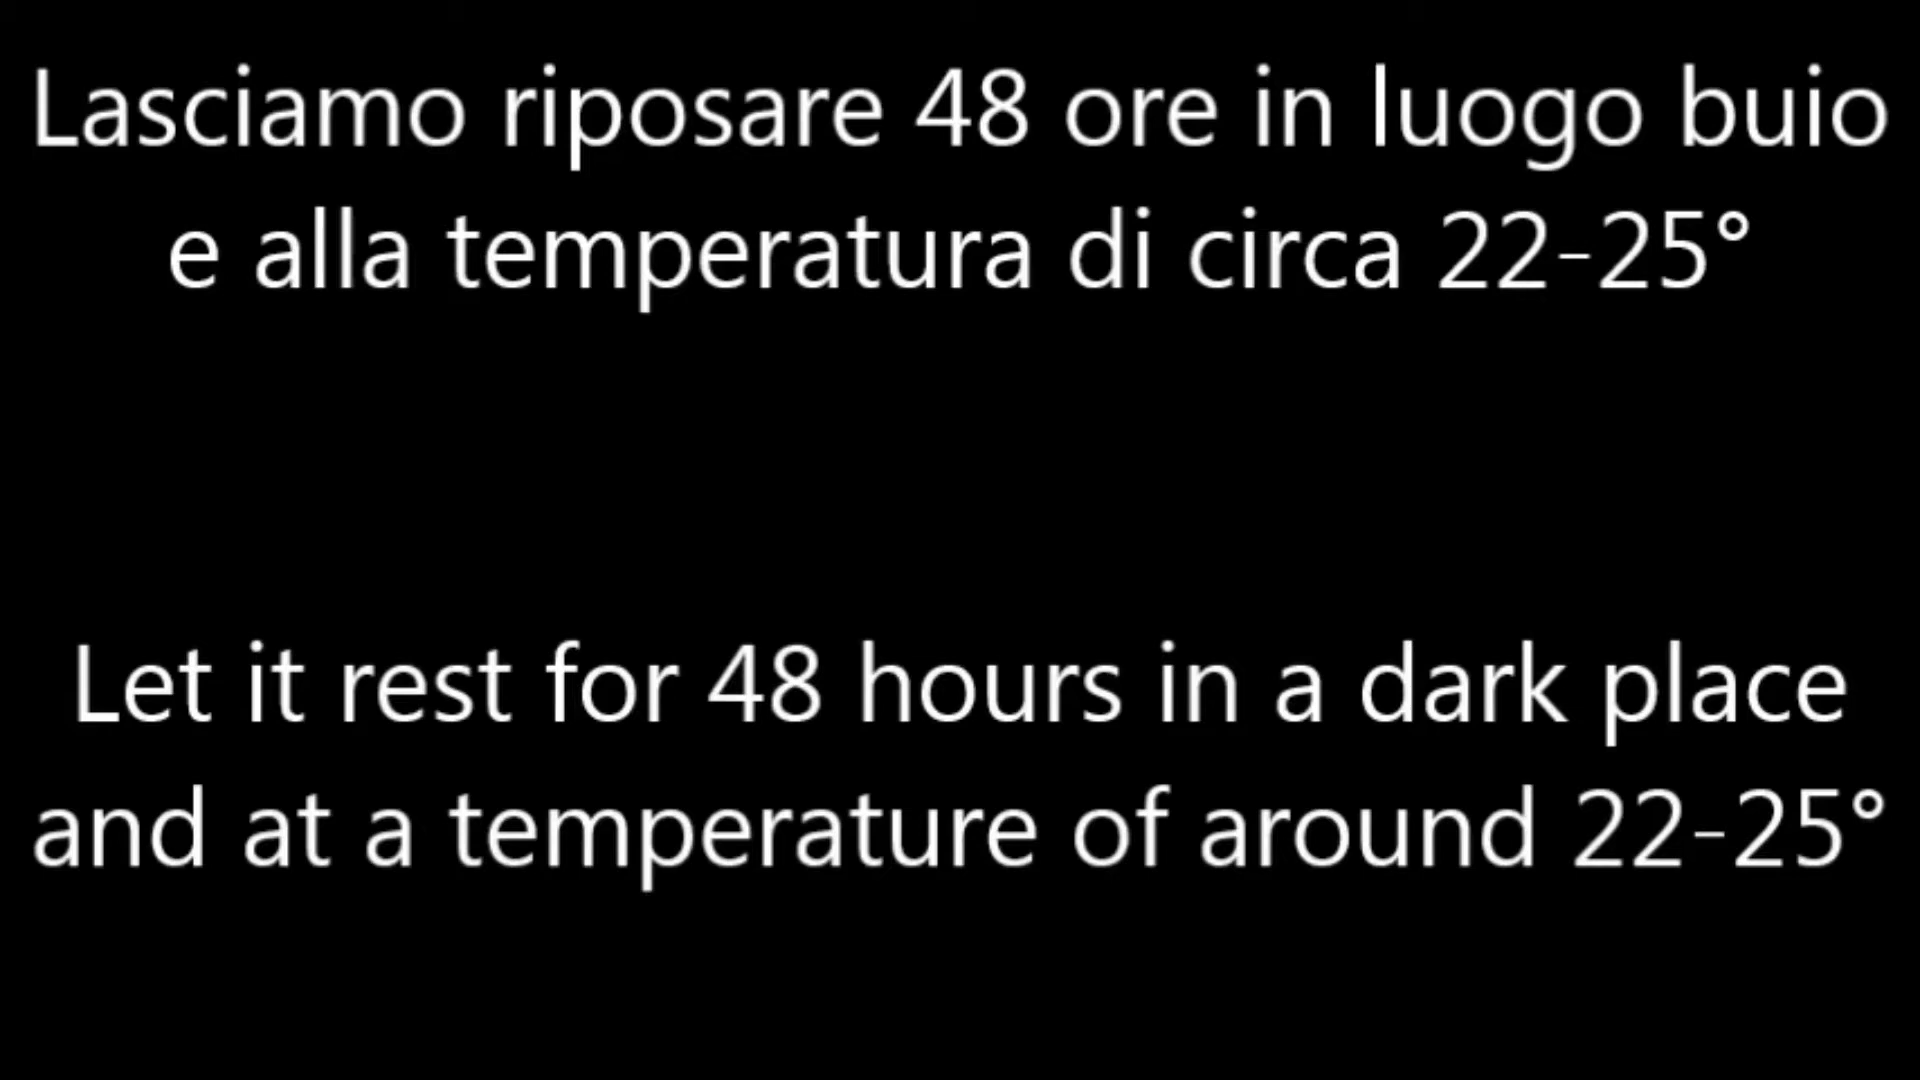 Lasciamo riposare 48 ore in luogo buio
e alla temperatura di circa 22-25°
Let it rest for 48 hours in a dark place
and at a temperature of around 22-25°